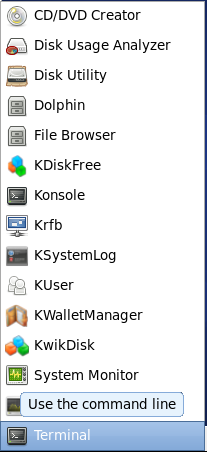 CD/DVD Creator
Disk Usage Analyzer
Disk Utility
Dolphin
File Browser
KDiskFree
Konsole
Krfb
KSystemLog
KUser
KWalletManager
KwikDisk
System Monitor
Use the command line
Terminal